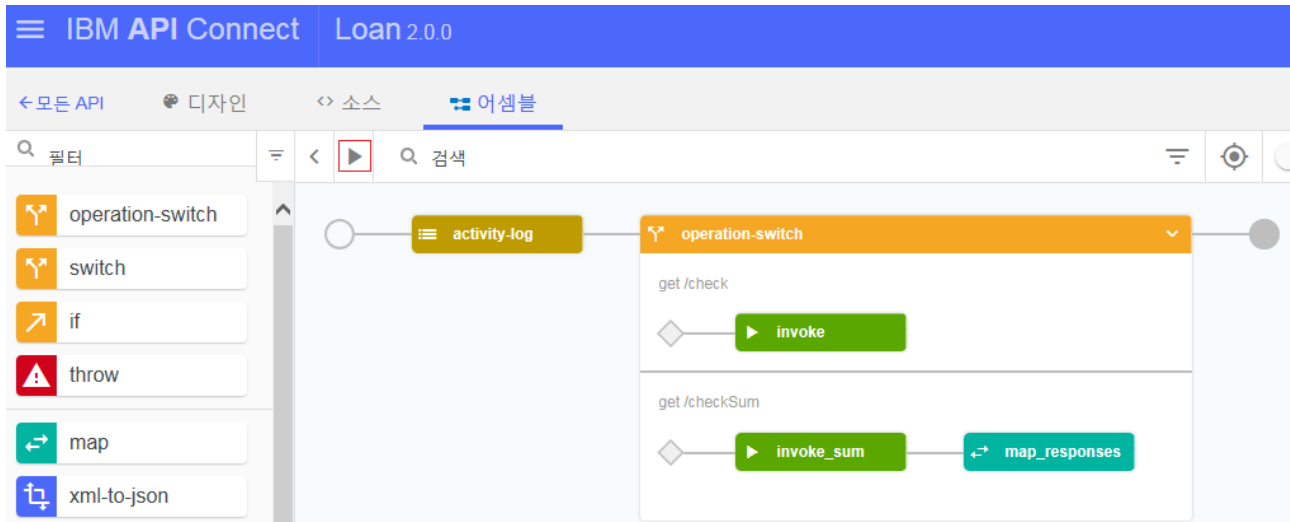 IBM API Connect Loan 2.0.0
모든 API 디자인 소스 어셈블
필터 검색
operation-switch
switch
if
throw
map
xml-to-json
activity-log
operation-switch
get /check
invoke
get /checkSum
invoke_sum map_responses